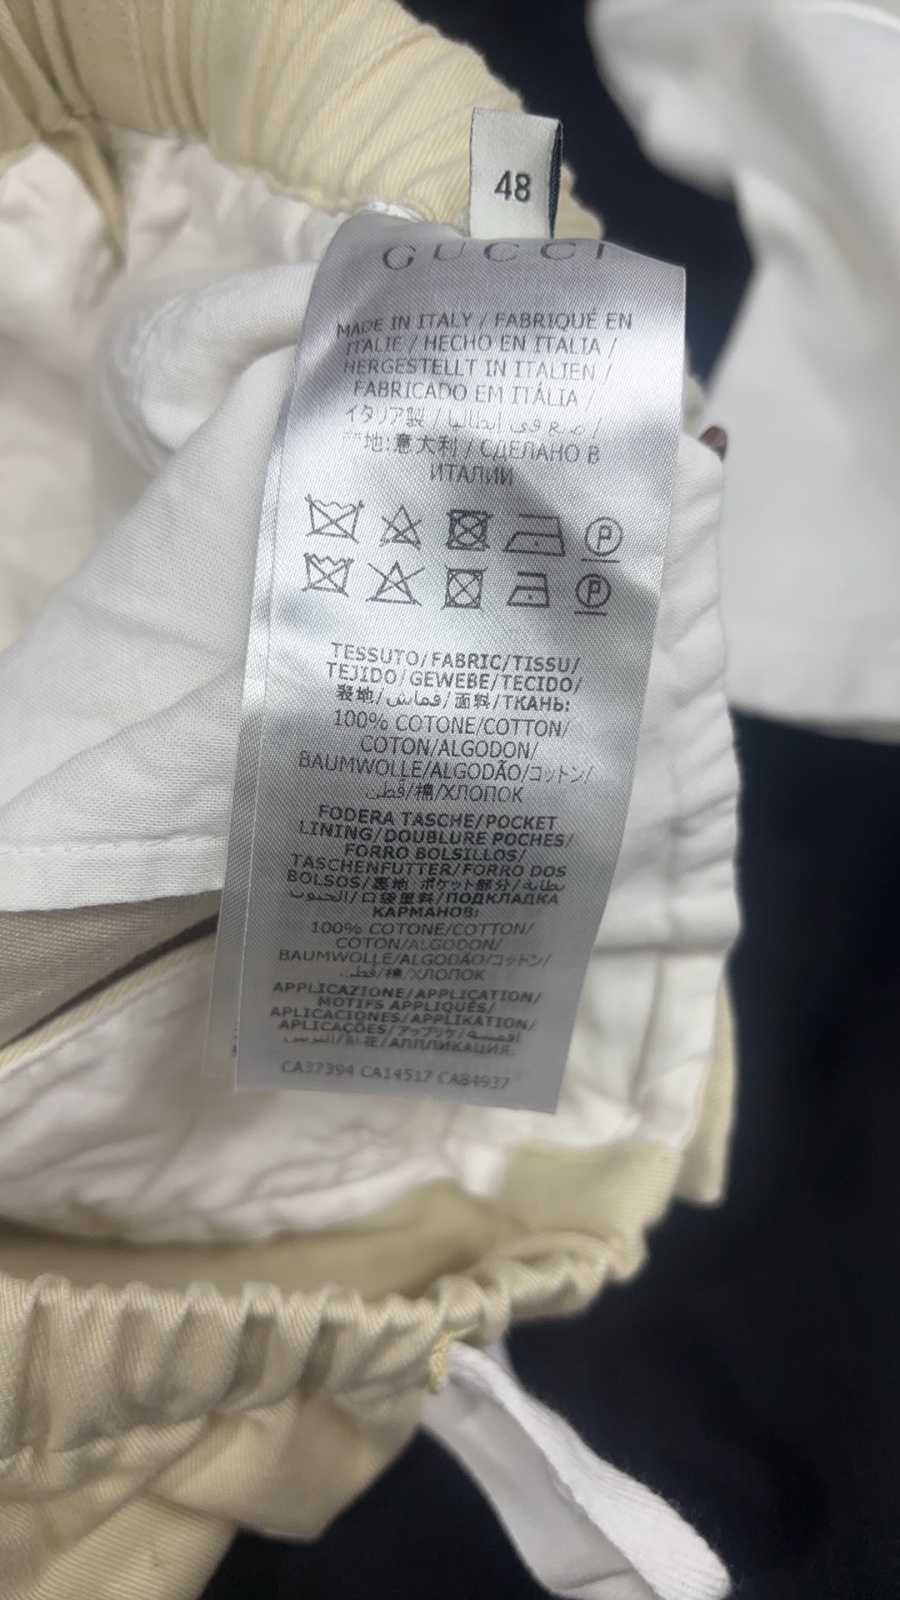 48
GUCCI
MADE IN ITALY / FABRIQUÉ EN
ITALIE / HECHO EN ITALIA /
HERGESTELLT IN ITALIEN /
FABRICADO EM ITÁLIA /
イタリア製 / صنع في إيطاليا /
地:意大利 / СДЕЛАНО В
ИТАЛИИ
P
P
TESSUTO/FABRIC/TISSU/
TEJIDO/GEWEBE/TECIDO/
表地/قماش/面料/ТКАНЬ:
100% COTONE/COTTON/
COTON/ALGODON/
BAUMWOLLE/ALGODÃO/コットン/
قطن/棉/ХЛОПОК
FODERA TASCHE/POCKET
LINING/DOUBLURE POCHES/
FORRO BOLSILLOS/
TASCHENFUTTER/FORRO DOS
BOLSOS/裏地 ポケット部分/بطانة
الجيوب/口袋里料/ПОДКЛАДКА
КАРМАНОВ:
100% COTONE/COTTON/
COTON/ALGODON/
BAUMWOLLE/ALGODÃO/コットン/
قطن/棉/ХЛОПОК
APPLICAZIONE/APPLICATION/
MOTIFS APPLIQUÉS/
APLICACIONES/APPLIKATION/
APLICAÇÕES/アップリケ/
贴花/АППЛИКАЦИЯ:
CA37394 CA14517 CA84937